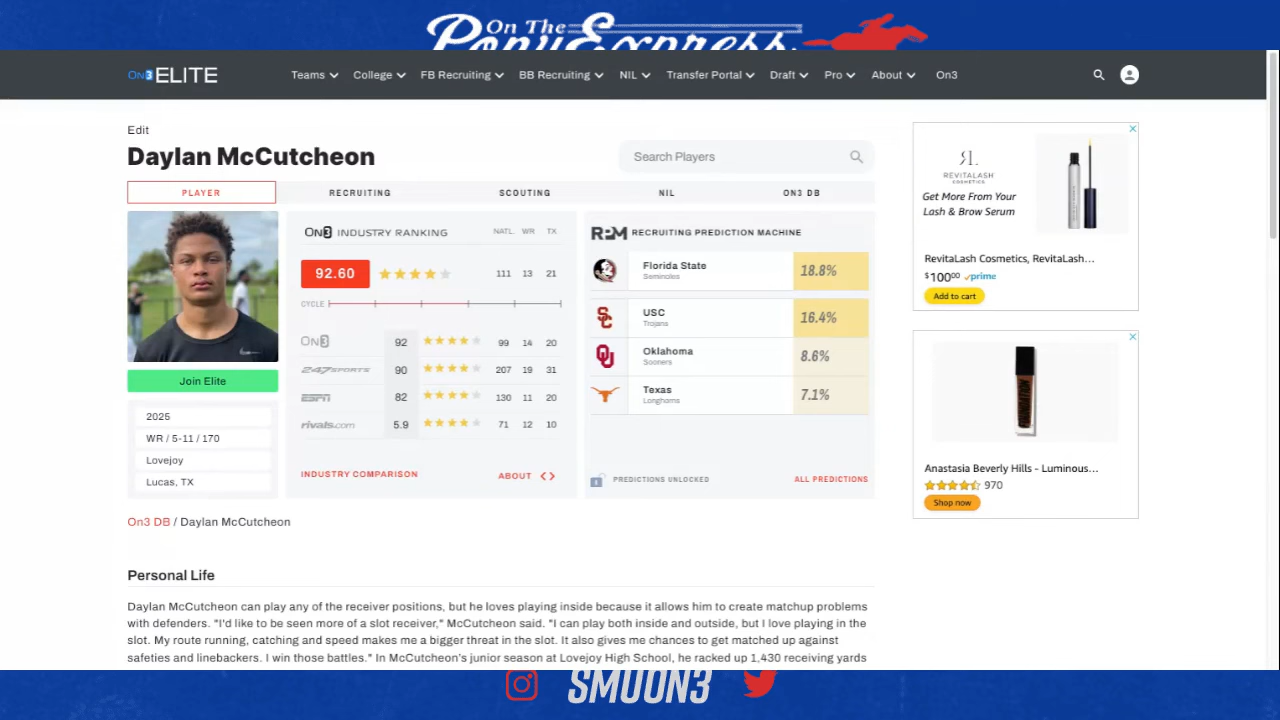 On The
Pony Express
On3 ELITE
Teams
College
FB Recruiting
BB Recruiting
NIL
Transfer Portal
Draft
Pro
About
On3
Edit
Daylan McCutcheon
Search Players
PLAYER
RECRUITING
SCOUTING
NIL
ON3 DB
Join Elite
2025
WR / 5-11 / 170
Lovejoy
Lucas, TX
On3 INDUSTRY RANKING
NATL. WR TX
92.60 111 13 21
CYCLE
On3 92 99 14 20
247SPORTS 90 207 19 31
ESPN 82 130 11 20
rivals.com 5.9 71 12 10
INDUSTRY COMPARISON
ABOUT
RPM RECRUITING PREDICTION MACHINE
Florida State 18.8%
Seminoles
USC 16.4%
Trojans
Oklahoma 8.6%
Sooners
Texas 7.1%
Longhorns
PREDICTIONS UNLOCKED
ALL PREDICTIONS
RL
REVITALASH
COSMETICS
Get More From Your
Lash & Brow Serum
RevitaLash Cosmetics, RevitaLash...
$100.00 prime
Add to cart
Anastasia Beverly Hills - Luminous...
970
Shop now
On3 DB / Daylan McCutcheon
Personal Life
Daylan McCutcheon can play any of the receiver positions, but he loves playing inside because it allows him to create matchup problems
with defenders. "I'd like to be seen more of a slot receiver," McCutcheon said. "I can play both inside and outside, but I love playing in the
slot. My route running, catching and speed makes me a bigger threat in the slot. It also gives me chances to get matched up against
safeties and linebackers. I win those battles." In McCutcheon's junior season at Lovejoy High School, he racked up 1,430 receiving yards
SMUON3